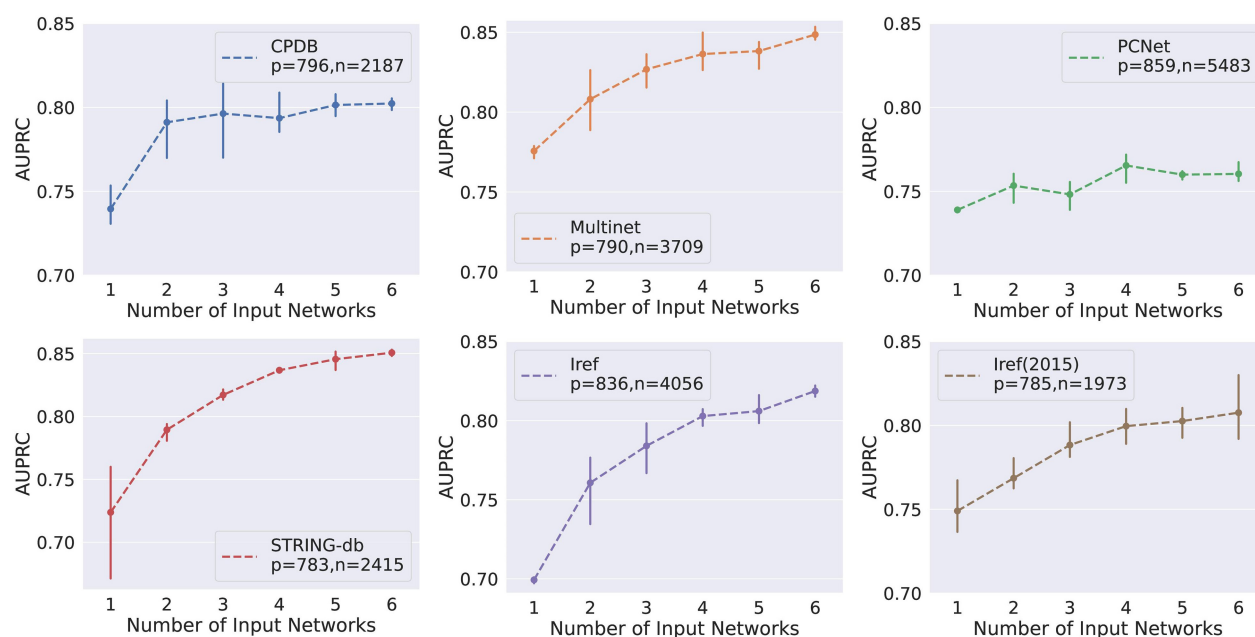 0.85
0.80
0.75
0.70
AUPRC
CPDB
p=796,n=2187
1 2 3 4 5 6
Number of Input Networks
0.85
0.80
0.75
0.70
AUPRC
Multinet
p=790,n=3709
1 2 3 4 5 6
Number of Input Networks
0.85
0.80
0.75
0.70
AUPRC
PCNet
p=859,n=5483
1 2 3 4 5 6
Number of Input Networks
0.85
0.80
0.75
0.70
AUPRC
STRING-db
p=783,n=2415
1 2 3 4 5 6
Number of Input Networks
0.85
0.80
0.75
0.70
AUPRC
Iref
p=836,n=4056
1 2 3 4 5 6
Number of Input Networks
0.85
0.80
0.75
0.70
AUPRC
Iref(2015)
p=785,n=1973
1 2 3 4 5 6
Number of Input Networks